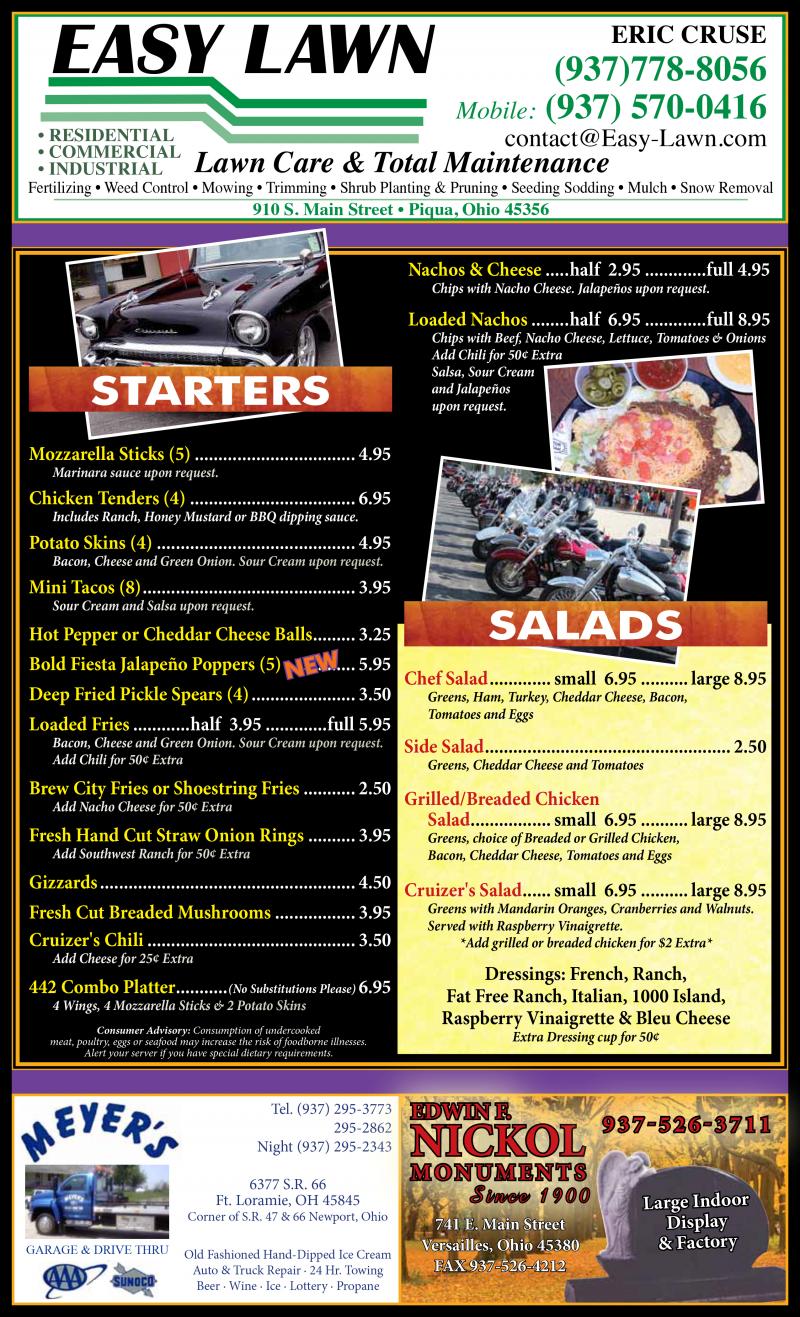 EASY LAWN
ERIC CRUSE
(937)778-8056
Mobile: (937) 570-0416
contact@Easy-Lawn.com
• RESIDENTIAL
• COMMERCIAL
• INDUSTRIAL
Lawn Care & Total Maintenance
Fertilizing • Weed Control • Mowing • Trimming • Shrub Planting & Pruning • Seeding Sodding • Mulch • Snow Removal
910 S. Main Street • Piqua, Ohio 45356
Chevrolet
STARTERS
Mozzarella Sticks (5) .................................. 4.95
Marinara sauce upon request.
Chicken Tenders (4) ................................... 6.95
Includes Ranch, Honey Mustard or BBQ dipping sauce.
Potato Skins (4) .......................................... 4.95
Bacon, Cheese and Green Onion. Sour Cream upon request.
Mini Tacos (8)............................................. 3.95
Sour Cream and Salsa upon request.
Hot Pepper or Cheddar Cheese Balls......... 3.25
Bold Fiesta Jalapeño Poppers (5) NEW ........ 5.95
Deep Fried Pickle Spears (4)...................... 3.50
Loaded Fries ............half 3.95 .............full 5.95
Bacon, Cheese and Green Onion. Sour Cream upon request.
Add Chili for 50¢ Extra
Brew City Fries or Shoestring Fries ........... 2.50
Add Nacho Cheese for 50¢ Extra
Fresh Hand Cut Straw Onion Rings .......... 3.95
Add Southwest Ranch for 50¢ Extra
Gizzards...................................................... 4.50
Fresh Cut Breaded Mushrooms ................. 3.95
Cruizer's Chili ............................................ 3.50
Add Cheese for 25¢ Extra
442 Combo Platter...........(No Substitutions Please) 6.95
4 Wings, 4 Mozzarella Sticks & 2 Potato Skins
Consumer Advisory: Consumption of undercooked
meat, poultry, eggs or seafood may increase the risk of foodborne illnesses.
Alert your server if you have special dietary requirements.
Nachos & Cheese .....half 2.95 ............full 4.95
Chips with Nacho Cheese. Jalapeños upon request.
Loaded Nachos ........half 6.95 ............full 8.95
Chips with Beef, Nacho Cheese, Lettuce, Tomatoes & Onions
Add Chili for 50¢ Extra
Salsa, Sour Cream
and Jalapeños
upon request.
SALADS
Chef Salad............. small 6.95 .......... large 8.95
Greens, Ham, Turkey, Cheddar Cheese, Bacon,
Tomatoes and Eggs
Side Salad.................................................... 2.50
Greens, Cheddar Cheese and Tomatoes
Grilled/Breaded Chicken
Salad................. small 6.95 .......... large 8.95
Greens, choice of Breaded or Grilled Chicken,
Bacon, Cheddar Cheese, Tomatoes and Eggs
Cruizer's Salad...... small 6.95 .......... large 8.95
Greens with Mandarin Oranges, Cranberries and Walnuts.
Served with Raspberry Vinaigrette.
*Add grilled or breaded chicken for $2 Extra*
Dressings: French, Ranch,
Fat Free Ranch, Italian, 1000 Island,
Raspberry Vinaigrette & Bleu Cheese
Extra Dressing cup for 50¢
MEYER'S
GARAGE & DRIVE THRU
AAA
SUNOCO
Tel. (937) 295-3773
295-2862
Night (937) 295-2343
6377 S.R. 66
Ft. Loramie, OH 45845
Corner of S.R. 47 & 66 Newport, Ohio
Old Fashioned Hand-Dipped Ice Cream
Auto & Truck Repair · 24 Hr. Towing
Beer · Wine · Ice · Lottery · Propane
EDWIN F.
NICKOL
MONUMENTS
Since 1900
741 E. Main Street
Versailles, Ohio 45380
FAX 937-526-4212
937-526-3711
Large Indoor
Display
& Factory